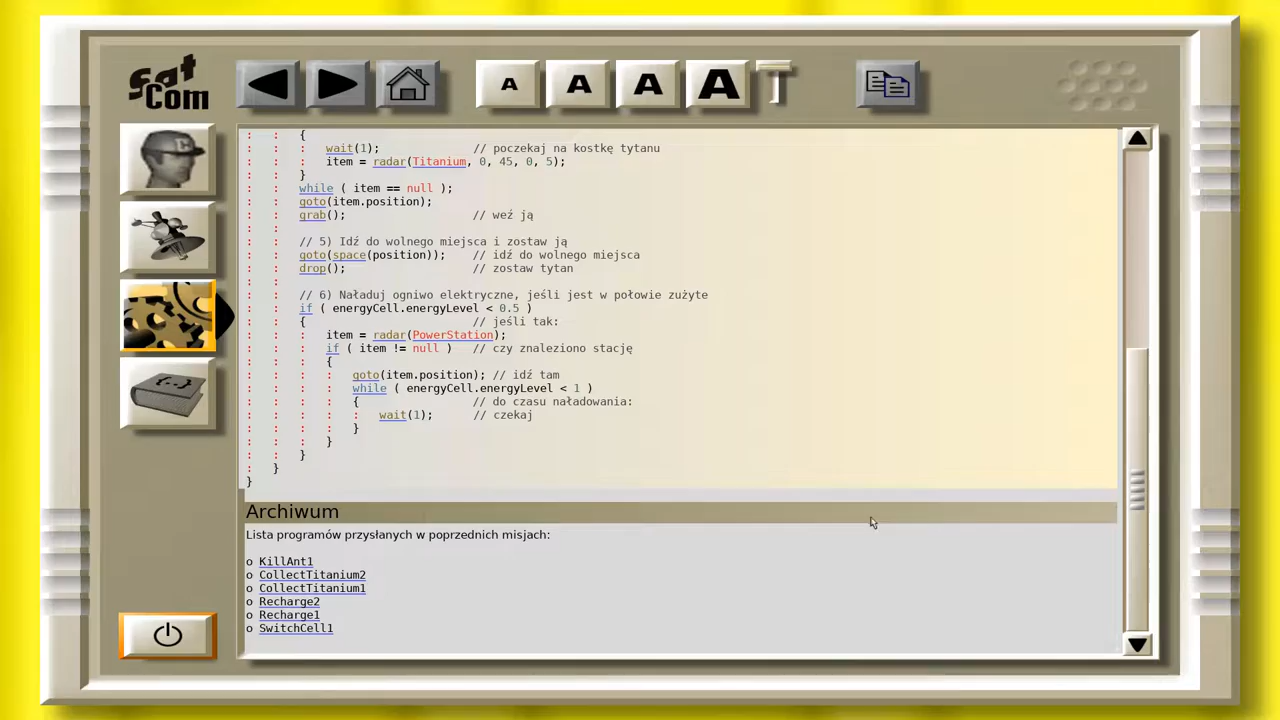 Sat Com
A A A A T
:   :   {
:   :   :   wait(1);              // poczekaj na kostkę tytanu
:   :   :   item = radar(Titanium, 0, 45, 0, 5);
:   :   }
:   :   while ( item == null );
:   :   goto(item.position);
:   :   grab();                   // weź ją
:   :
:   :   // 5) Idź do wolnego miejsca i zostaw ją
:   :   goto(space(position));    // idź do wolnego miejsca
:   :   drop();                   // zostaw tytan
:   :
:   :   // 6) Naładuj ogniwo elektryczne, jeśli jest w połowie zużyte
:   :   if ( energyCell.energyLevel < 0.5 )
:   :   {                         // jeśli tak:
:   :   :   item = radar(PowerStation);
:   :   :   if ( item != null )   // czy znaleziono stację
:   :   :   {
:   :   :   :   goto(item.position); // idź tam
:   :   :   :   while ( energyCell.energyLevel < 1 )
:   :   :   :   {                 // do czasu naładowania:
:   :   :   :   :   wait(1);      // czekaj
:   :   :   :   }
:   :   :   }
:   :   }
:   }
}
Archiwum
Lista programów przysłanych w poprzednich misjach:
o KillAnt1
o CollectTitanium2
o CollectTitanium1
o Recharge2
o Recharge1
o SwitchCell1